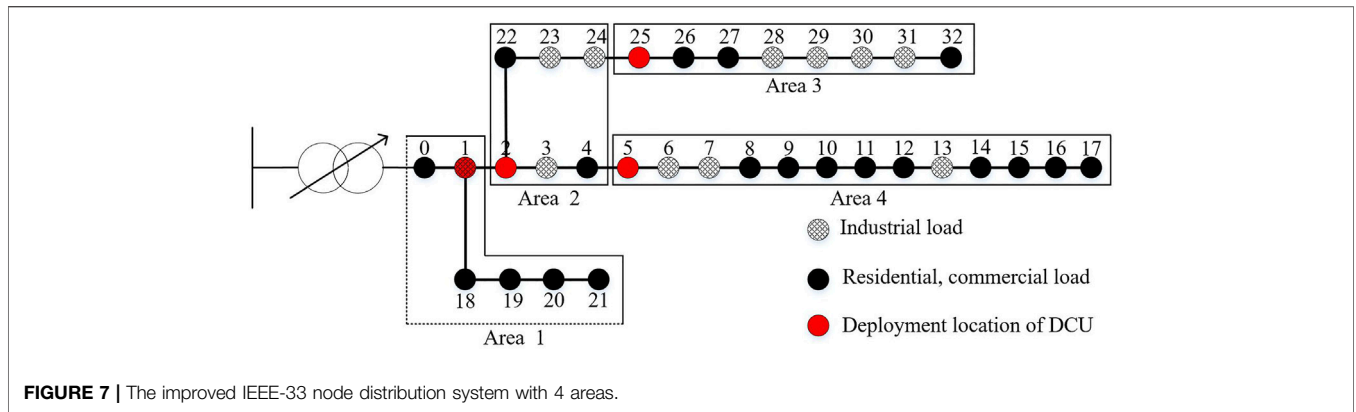 22 23 24 25 26 27 28 29 30 31 32
Area 3
0 1 2 3 4 5 6 7 8 9 10 11 12 13 14 15 16 17
Area 2
Area 4
Industrial load
18 19 20 21
Residential, commercial load
Deployment location of DCU
Area 1
FIGURE 7 | The improved IEEE-33 node distribution system with 4 areas.